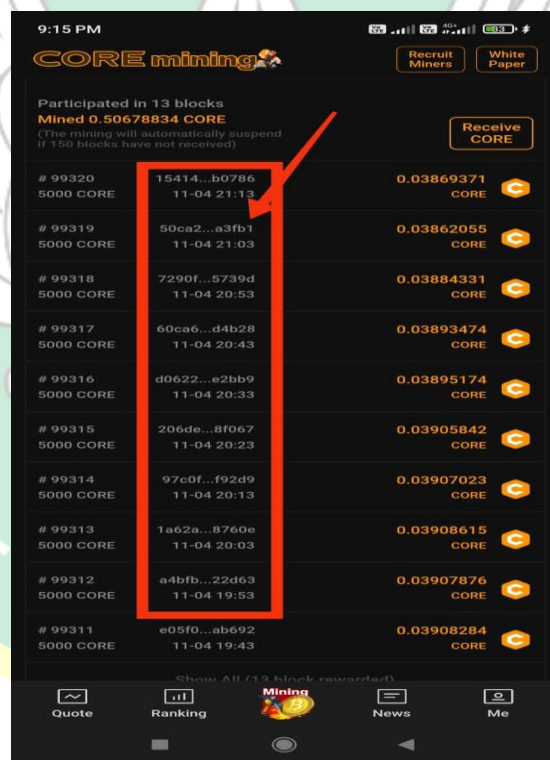 9:15 PM
4G+
83
CORE mining
Recruit Miners
White Paper
Participated in 13 blocks
Mined 0.50678834 CORE
(The mining will automatically suspend
if 150 blocks have not received)
Receive CORE
# 99320 15414...b0786 0.03869371
5000 CORE 11-04 21:13 CORE
# 99319 50ca2...a3fb1 0.03862055
5000 CORE 11-04 21:03 CORE
# 99318 7290f...5739d 0.03884331
5000 CORE 11-04 20:53 CORE
# 99317 60ca6...d4b28 0.03893474
5000 CORE 11-04 20:43 CORE
# 99316 d0622...e2bb9 0.03895174
5000 CORE 11-04 20:33 CORE
# 99315 206de...8f067 0.03905842
5000 CORE 11-04 20:23 CORE
# 99314 97c0f...f92d9 0.03907023
5000 CORE 11-04 20:13 CORE
# 99313 1a62a...8760e 0.03908615
5000 CORE 11-04 20:03 CORE
# 99312 a4bfb...22d63 0.03907876
5000 CORE 11-04 19:53 CORE
# 99311 e05f0...ab692 0.03908284
5000 CORE 11-04 19:43 CORE
Show All (13 block rewarded)
Quote Ranking Mining News Me